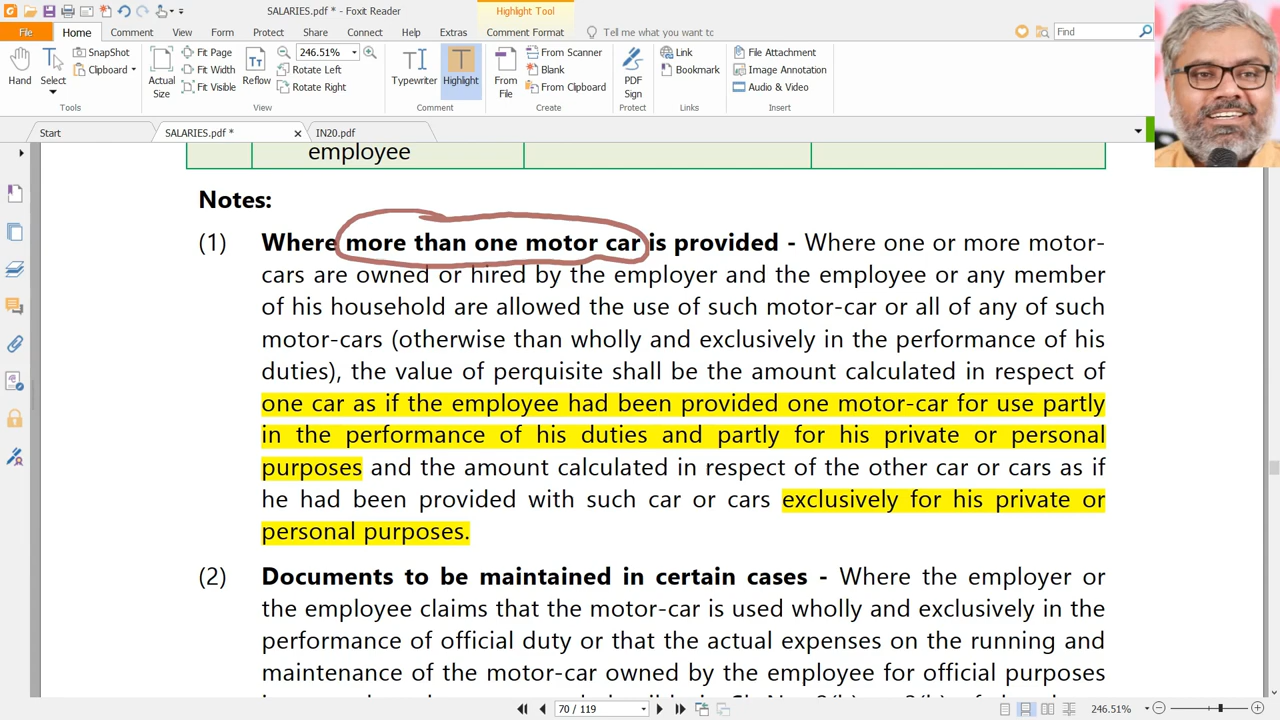 SALARIES.pdf * - Foxit Reader
Highlight Tool
File
Home
Comment
View
Form
Protect
Share
Connect
Help
Extras
Comment Format
Tell me what you want tc
Find
SnapShot
Clipboard
Hand
Select
Actual Size
Fit Page
Fit Width
Fit Visible
Reflow
246.51%
Rotate Left
Rotate Right
Typewriter
Highlight
From File
From Scanner
Blank
From Clipboard
PDF Sign
Link
Bookmark
File Attachment
Image Annotation
Audio & Video
Tools
View
Comment
Create
Protect
Links
Insert
Start
SALARIES.pdf *
IN20.pdf
employee
Notes:
(1) Where more than one motor car is provided - Where one or more motor-
cars are owned or hired by the employer and the employee or any member
of his household are allowed the use of such motor-car or all of any of such
motor-cars (otherwise than wholly and exclusively in the performance of his
duties), the value of perquisite shall be the amount calculated in respect of
one car as if the employee had been provided one motor-car for use partly
in the performance of his duties and partly for his private or personal
purposes and the amount calculated in respect of the other car or cars as if
he had been provided with such car or cars exclusively for his private or
personal purposes.
(2) Documents to be maintained in certain cases - Where the employer or
the employee claims that the motor-car is used wholly and exclusively in the
performance of official duty or that the actual expenses on the running and
maintenance of the motor-car owned by the employee for official purposes
70 / 119
246.51%